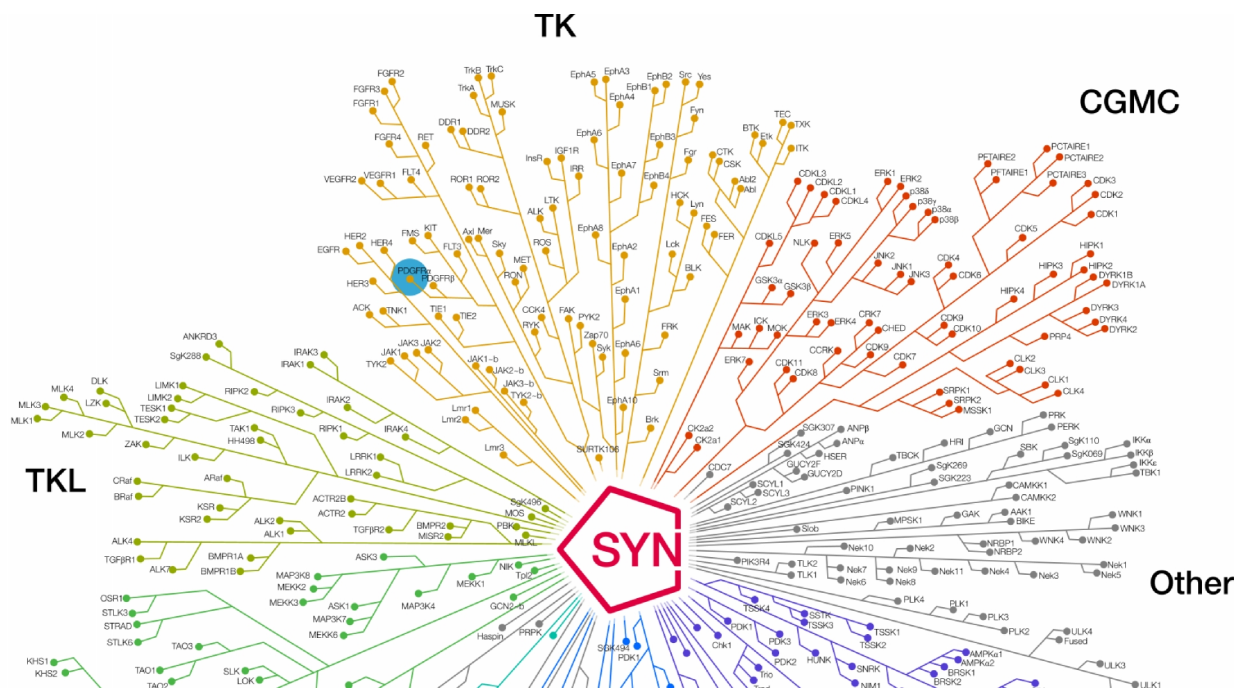 TK
CGMC
TKL
Other
SYN
FGFR2
FGFR3
FGFR1
FGFR4
RET
VEGFR2
VEGFR1
FLT4
TrkB
TrkC
TrkA
MUSK
DDR1
DDR2
ROR1
ROR2
HER2
EGFR
HER4
HER3
FMS
KIT
PDGFRα
PDGFRβ
FLT3
Axl
Mer
Sky
MET
RON
ACK
TNK1
TIE1
TIE2
JAK3
JAK2
JAK1
TYK2
JAK1~b
JAK2~b
JAK3~b
TYK2~b
Lmr1
Lmr2
Lmr3
InsR
IGF1R
IRR
LTK
ALK
ROS
CCK4
RYK
FAK
PYK2
Zap70
Syk
SURTK106
EphA5
EphA3
EphA4
EphA6
EphA7
EphA8
EphA2
EphA1
EphA6
EphA10
EphB2
EphB1
EphB3
EphB4
Src
Yes
Fyn
Fgr
HCK
Lyn
Lck
BLK
FRK
Srm
Brk
CTK
CSK
Abl2
Abl
FES
FER
TEC
TXK
BTK
Etk
ITK
CDKL3
CDKL2
CDKL1
CDKL4
CDKL5
ERK1
ERK2
p38δ
p38γ
p38α
p38β
NLK
ERK5
JNK2
JNK1
JNK3
GSK3α
GSK3β
MAK
ICK
MOK
ERK3
ERK4
ERK7
CRK7
CHED
CCRK
CDK9
CDK7
CDK11
CDK8
PFTAIRE2
PFTAIRE1
PCTAIRE1
PCTAIRE2
PCTAIRE3
CDK3
CDK2
CDK1
CDK5
CDK4
CDK6
CDK9
CDK10
HIPK1
HIPK2
HIPK3
HIPK4
DYRK1B
DYRK1A
DYRK3
DYRK4
DYRK2
PRP4
CLK2
CLK3
CLK1
CLK4
SRPK1
SRPK2
MSSK1
CK2a2
CK2a1
CDC7
SGK307
SGK424
ANPβ
ANPα
HSER
GUCY2F
GUCY2D
SCYL1
SCYL3
SCYL2
TBCK
HRI
GCN
PRK
PERK
PINK1
SgK269
SGK223
SBK
SgK110
SgK069
IKKα
IKKβ
IKKε
TBK1
CAMKK1
CAMKK2
Slob
MPSK1
GAK
AAK1
BIKE
NRBP1
NRBP2
WNK1
WNK3
WNK2
WNK4
PIK3R4
TLK2
TLK1
Nek10
Nek2
Nek7
Nek6
Nek9
Nek8
Nek11
Nek4
Nek3
Nek1
Nek5
PLK4
PLK1
PLK3
PLK2
ULK4
Fused
ULK3
ULK1
ANKRD3
SgK288
IRAK3
IRAK1
DLK
MLK4
LZK
MLK3
MLK1
MLK2
LIMK1
LIMK2
TESK1
TESK2
RIPK2
RIPK3
RIPK1
IRAK2
IRAK4
ZAK
ILK
TAK1
HH498
LRRK1
LRRK2
CRaf
BRaf
ARaf
KSR
KSR2
ACTR2B
ACTR2
TGFβR2
BMPR2
MISR2
SgK496
MOS
PBK
MLKL
ALK2
ALK1
ALK4
TGFβR1
ALK7
BMPR1A
BMPR1B
ASK3
MAP3K8
MEKK2
MEKK3
ASK1
MAP3K7
MEKK6
MAP3K4
MEKK1
NIK
Tpl2
GCN2~b
Haspin
PRPK
OSR1
STLK3
STRAD
STLK6
TAO3
TAO1
TAO2
SLK
LOK
KHS1
KHS2
SGK494
PDK1
PDK1
Chk1
Trio
PDK3
PDK2
TSSK4
SSTK
TSSK3
TSSK1
TSSK2
HUNK
SNRK
NIM1
AMPKα1
AMPKα2
BRSK1
BRSK2